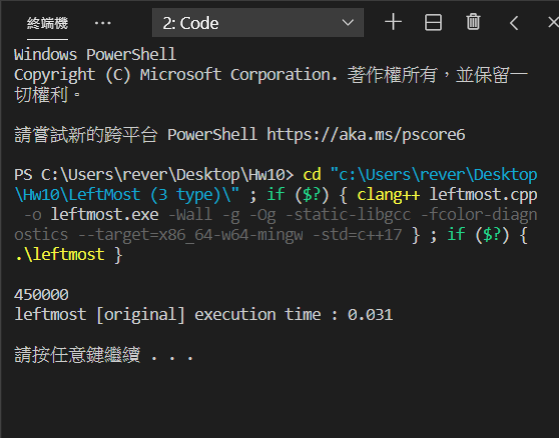 終端機 ... 2: Code
Windows PowerShell
Copyright (C) Microsoft Corporation. 著作權所有，並保留一
切權利。
請嘗試新的跨平台 PowerShell https://aka.ms/pscore6
PS C:\Users\rever\Desktop\Hw10> cd "c:\Users\rever\Desktop
\Hw10\LeftMost (3 type)\" ; if ($?) { clang++ leftmost.cpp
-o leftmost.exe -Wall -g -Og -static-libgcc -fcolor-diagn
ostics --target=x86_64-w64-mingw -std=c++17 } ; if ($?) {
.\leftmost }
450000
leftmost [original] execution time : 0.031
請按任意鍵繼續 . . .